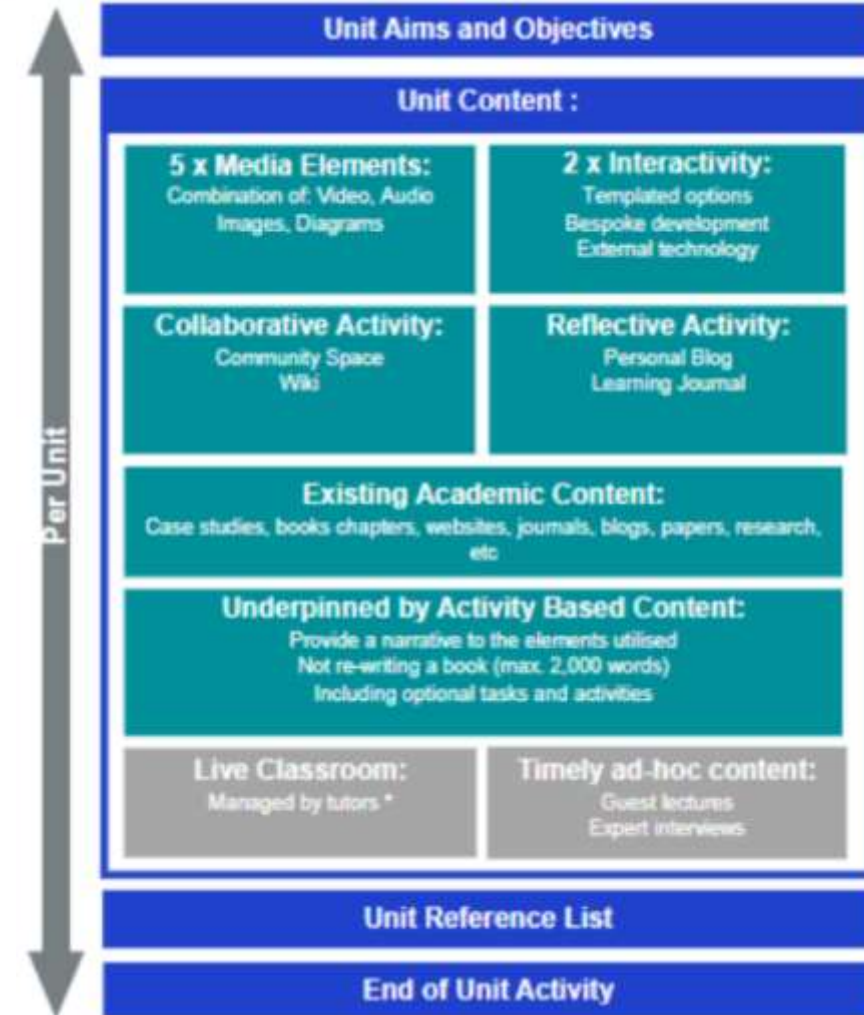 Unit Aims and Objectives
Unit Content :
5 x Media Elements:
Combination of: Video, Audio
Images, Diagrams
2 x Interactivity:
Templated options
Bespoke development
External technology
Collaborative Activity:
Community Space
Wiki
Reflective Activity:
Personal Blog
Learning Journal
Per Unit
Existing Academic Content:
Case studies, books chapters, websites, journals, blogs, papers, research,
etc
Underpinned by Activity Based Content:
Provide a narrative to the elements utilised
Not re-writing a book (max. 2,000 words)
Including optional tasks and activities
Live Classroom:
Managed by tutors *
Timely ad-hoc content:
Guest lectures
Expert interviews
Unit Reference List
End of Unit Activity